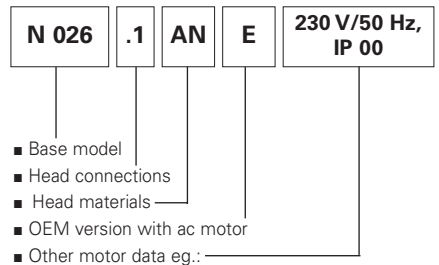 N 026 .1 AN E 230 V/50 Hz,
IP 00
■ Base model
■ Head connections
■ Head materials
■ OEM version with ac motor
■ Other motor data eg.: